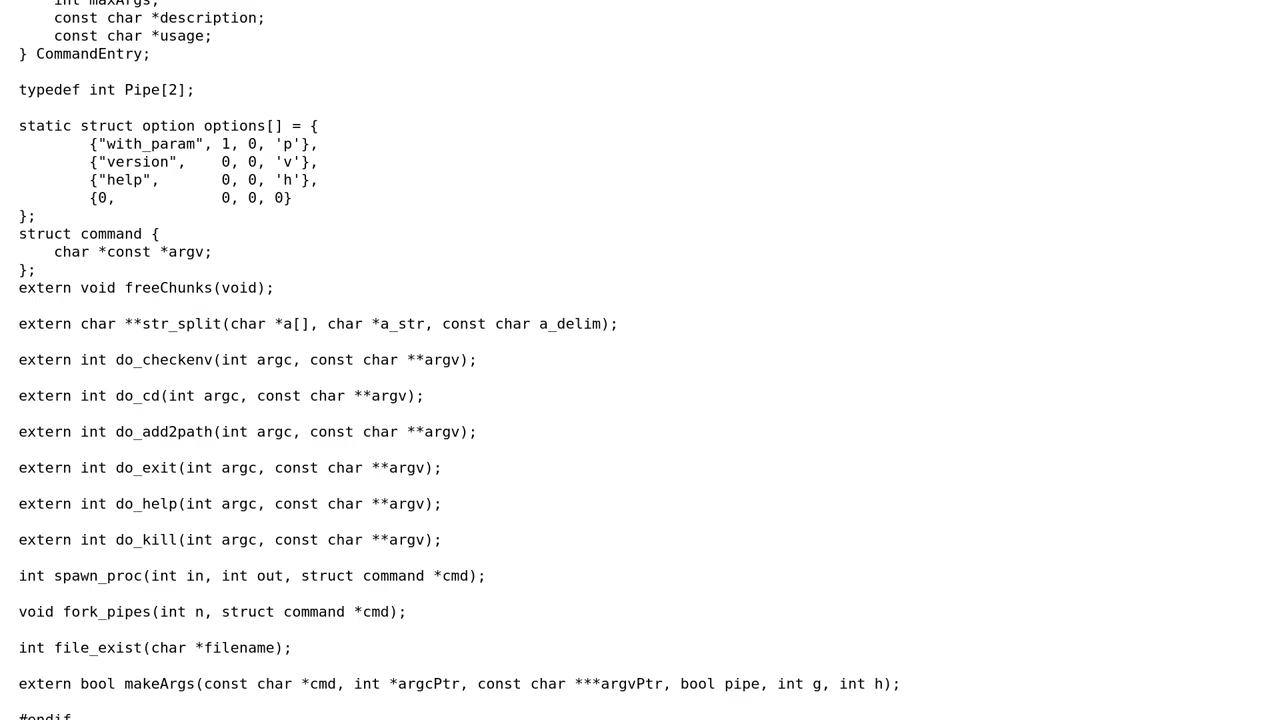 int maxArgs;
    const char *description;
    const char *usage;
} CommandEntry;

typedef int Pipe[2];

static struct option options[] = {
        {"with_param", 1, 0, 'p'},
        {"version",    0, 0, 'v'},
        {"help",       0, 0, 'h'},
        {0,            0, 0, 0}
};
struct command {
    char *const *argv;
};
extern void freeChunks(void);

extern char **str_split(char *a[], char *a_str, const char a_delim);

extern int do_checkenv(int argc, const char **argv);

extern int do_cd(int argc, const char **argv);

extern int do_add2path(int argc, const char **argv);

extern int do_exit(int argc, const char **argv);

extern int do_help(int argc, const char **argv);

extern int do_kill(int argc, const char **argv);

int spawn_proc(int in, int out, struct command *cmd);

void fork_pipes(int n, struct command *cmd);

int file_exist(char *filename);

extern bool makeArgs(const char *cmd, int *argcPtr, const char ***argvPtr, bool pipe, int g, int h);

#endif